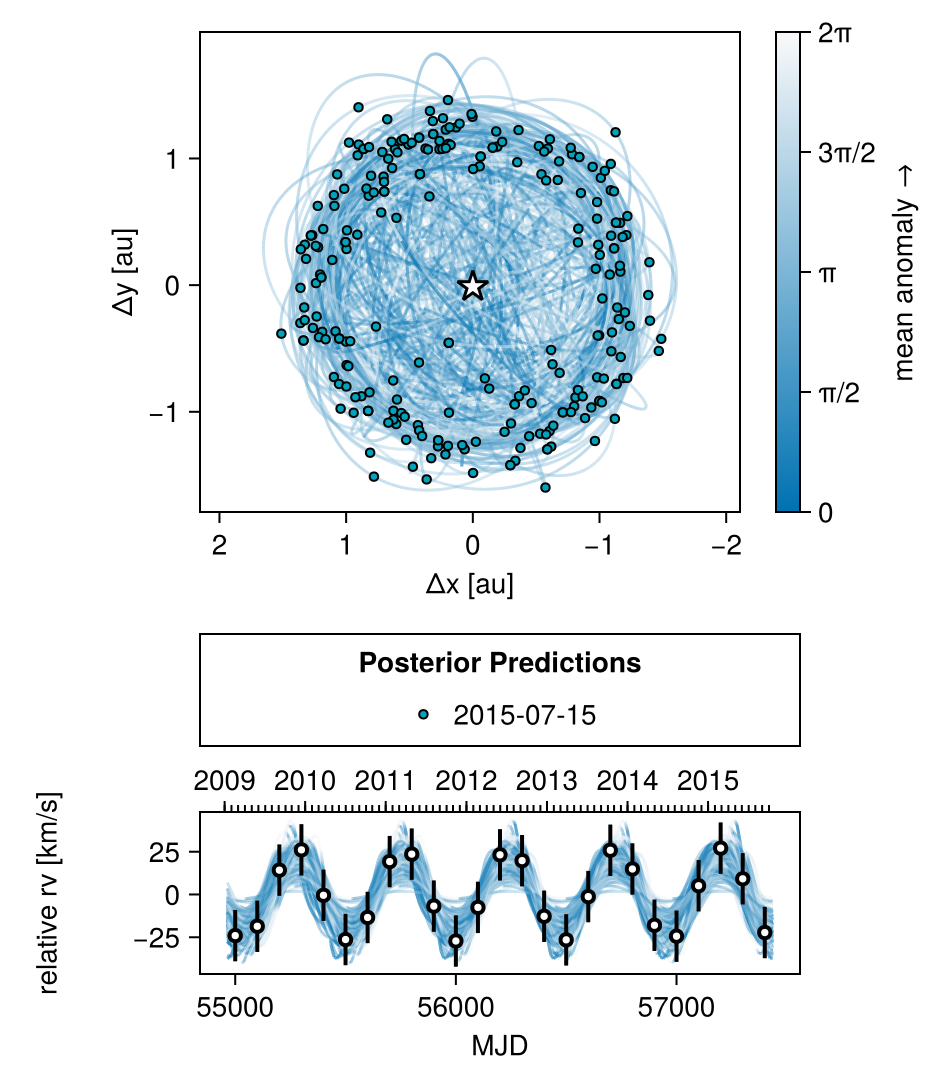 2π
3π/2
π
π/2
0
mean anomaly →
1
0
−1
Δy [au]
2 1 0 −1 −2
Δx [au]
Posterior Predictions
2015-07-15
2009 2010 2011 2012 2013 2014 2015
25
0
−25
relative rv [km/s]
55000 56000 57000
MJD